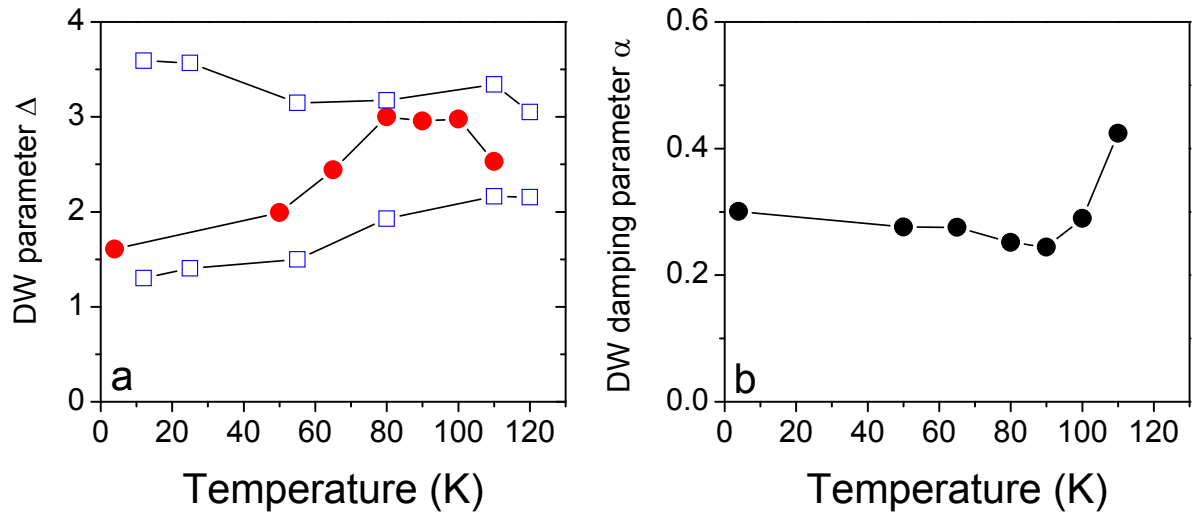 4
3
2
1
0
DW parameter Δ
a
0 20 40 60 80 100 120
Temperature (K)
0.6
0.4
0.2
0.0
DW damping parameter α
b
0 20 40 60 80 100 120
Temperature (K)